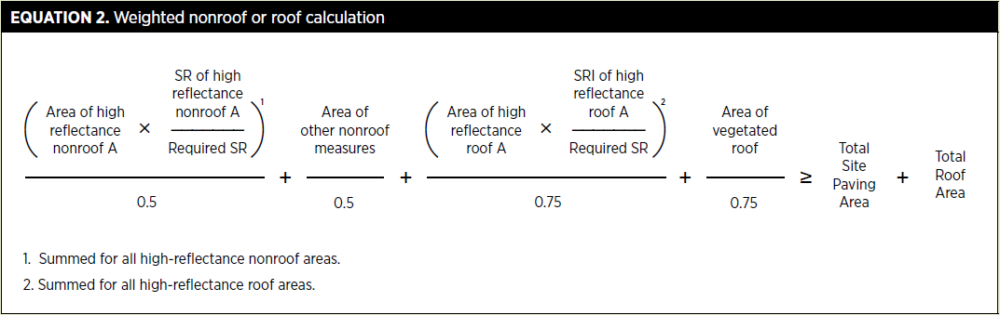 EQUATION 2. Weighted nonroof or roof calculation
Area of high
reflectance
nonroof A
×
SR of high
reflectance
nonroof A
Required SR
1
0.5
+
Area of
other nonroof
measures
0.5
+
Area of high
reflectance
roof A
×
SRI of high
reflectance
roof A
Required SR
2
0.75
+
Area of
vegetated
roof
0.75
≥
Total
Site
Paving
Area
+
Total
Roof
Area
1. Summed for all high-reflectance nonroof areas.
2. Summed for all high-reflectance roof areas.